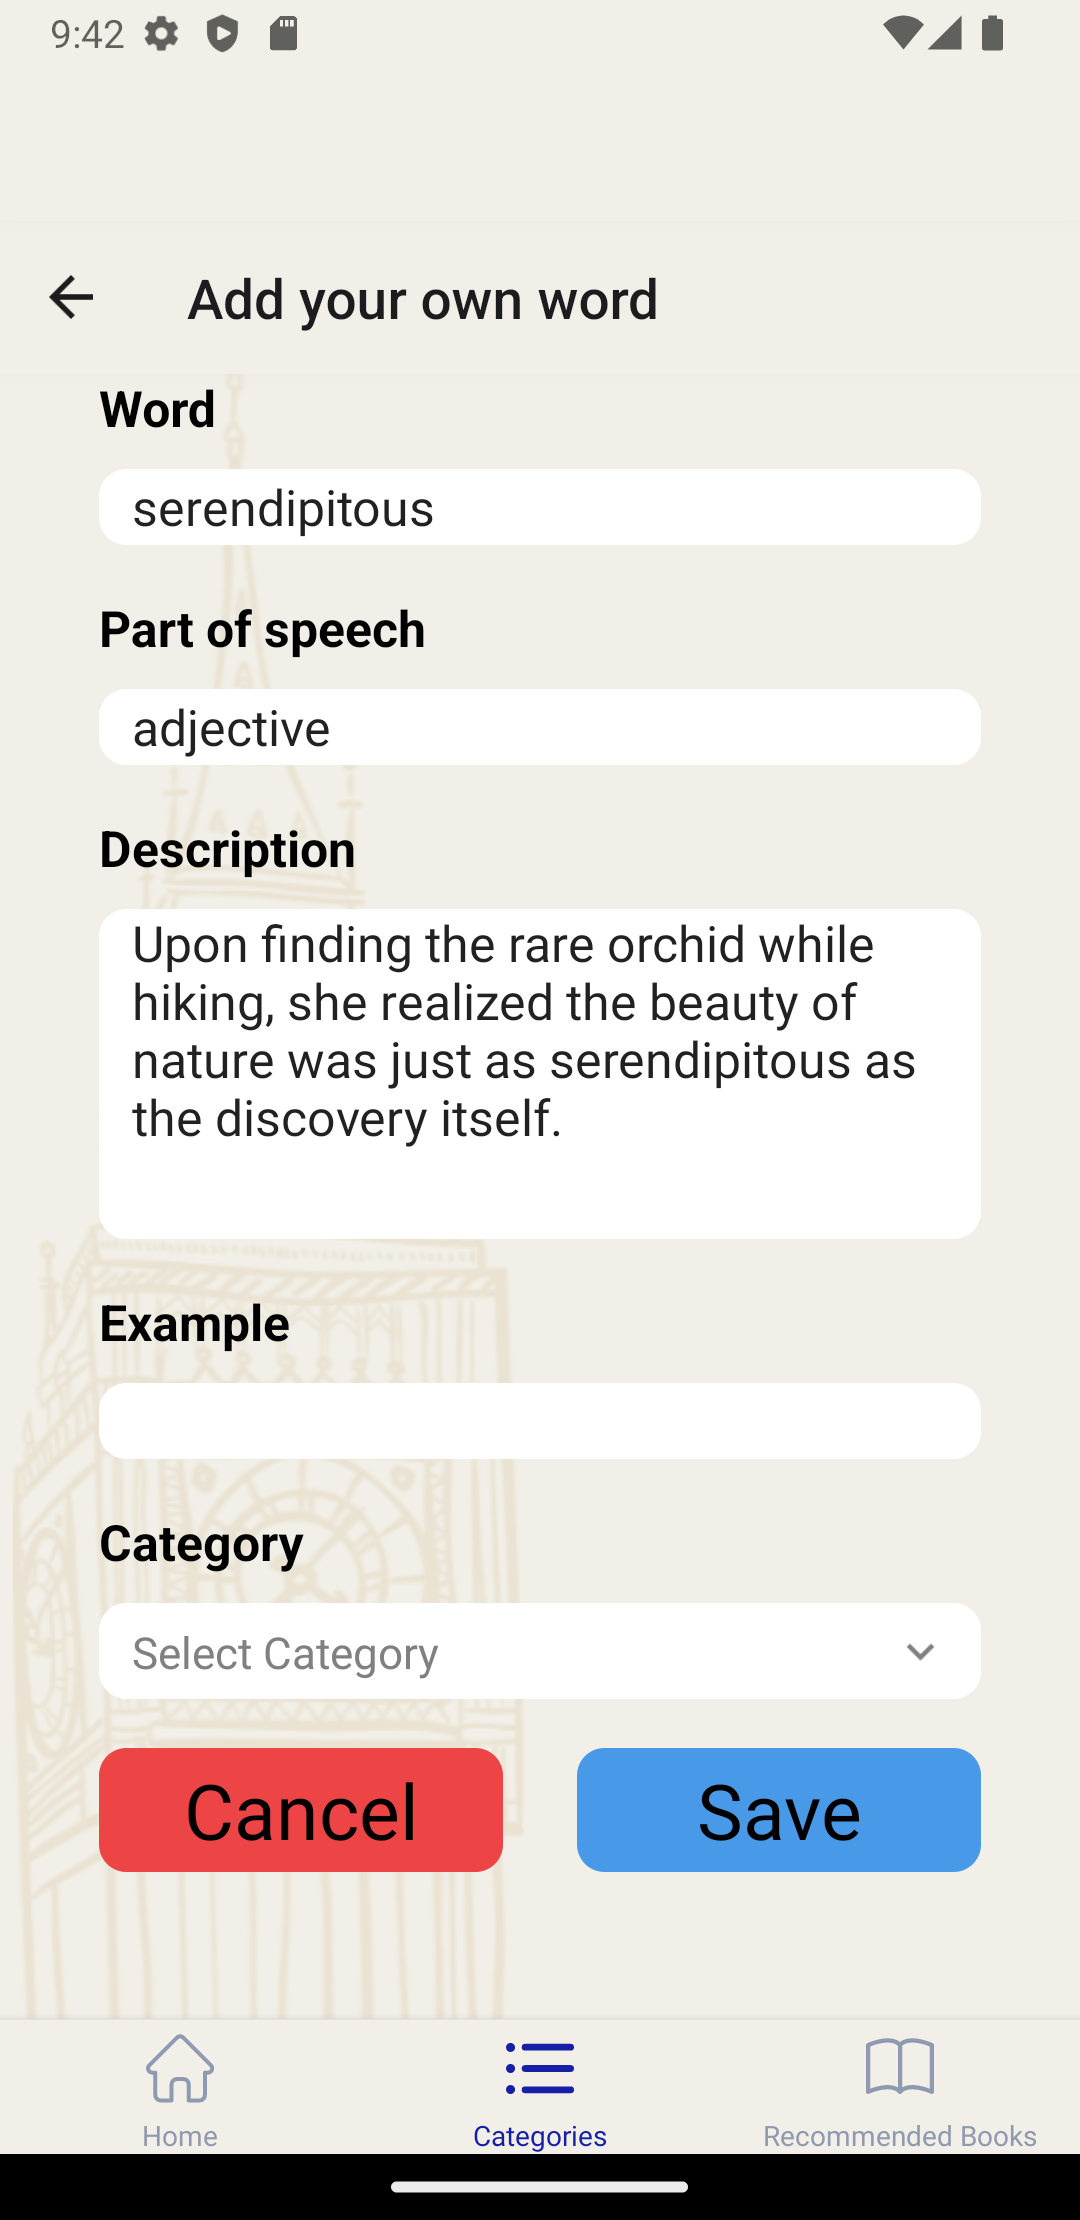 9:42
Add your own word
Word
serendipitous
Part of speech
adjective
Description
Upon finding the rare orchid while
hiking, she realized the beauty of
nature was just as serendipitous as
the discovery itself.
Example
Category
Select Category
Cancel
Save
Home
Categories
Recommended Books